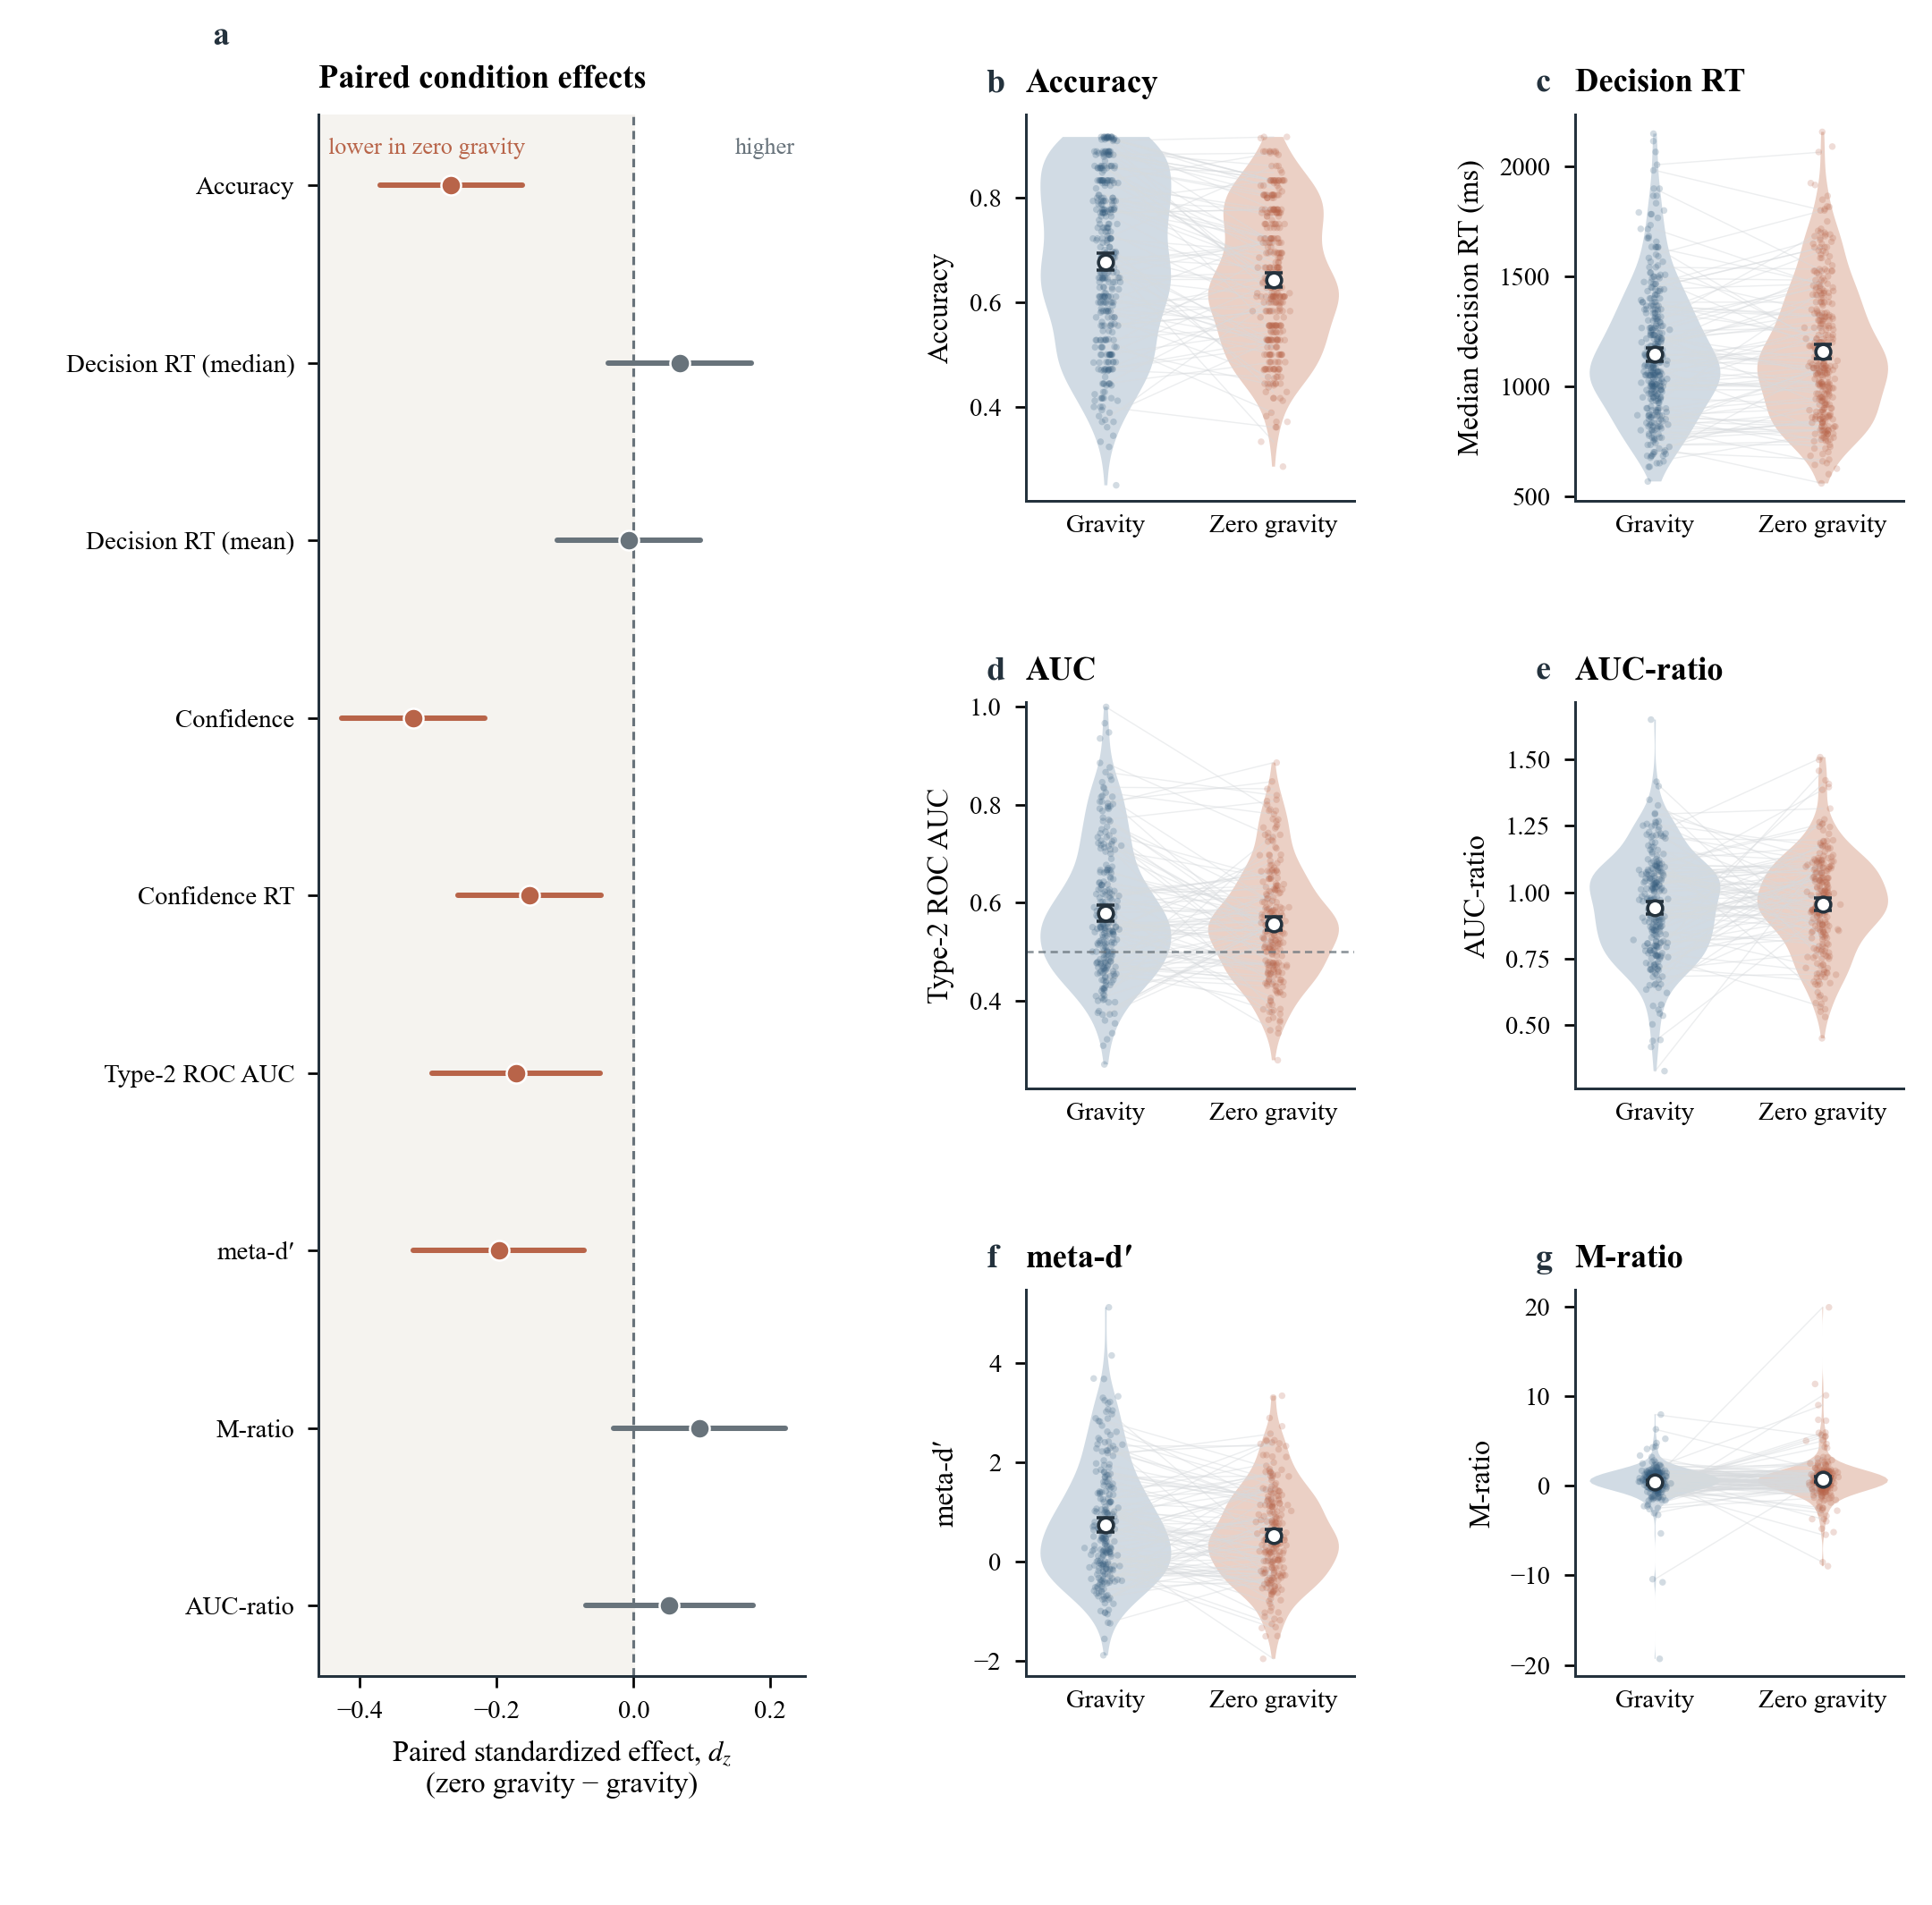 a
Paired condition effects
lower in zero gravity
higher
Accuracy
Decision RT (median)
Decision RT (mean)
Confidence
Confidence RT
Type-2 ROC AUC
meta-d′
M-ratio
AUC-ratio
−0.4
−0.2
0.0
0.2
Paired standardized effect, dz
(zero gravity − gravity)
b Accuracy
Accuracy
0.8
0.6
0.4
Gravity
Zero gravity
c Decision RT
Median decision RT (ms)
2000
1500
1000
500
Gravity
Zero gravity
d AUC
Type-2 ROC AUC
1.0
0.8
0.6
0.4
Gravity
Zero gravity
e AUC-ratio
AUC-ratio
1.50
1.25
1.00
0.75
0.50
Gravity
Zero gravity
f meta-d′
meta-d′
4
2
0
−2
Gravity
Zero gravity
g M-ratio
M-ratio
20
10
0
−10
−20
Gravity
Zero gravity